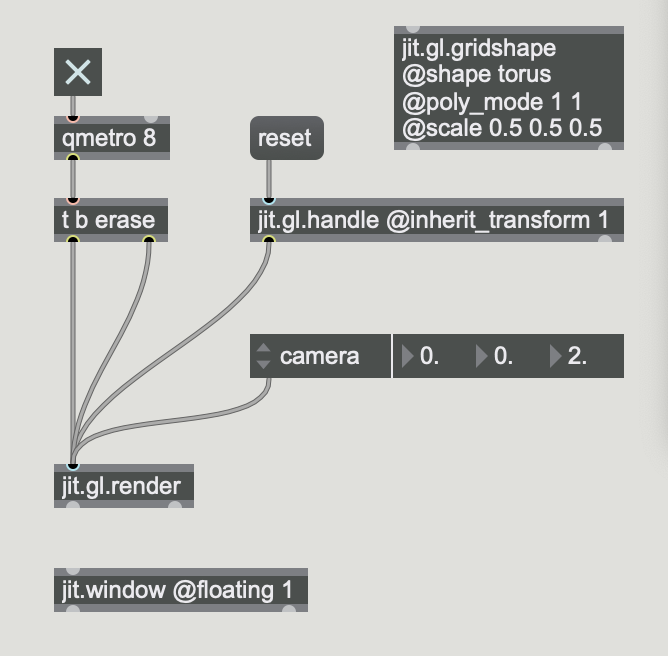 jit.gl.gridshape
@shape torus
@poly_mode 1 1
@scale 0.5 0.5 0.5
qmetro 8
reset
t b erase
jit.gl.handle @inherit_transform 1
camera 0. 0. 2.
jit.gl.render
jit.window @floating 1